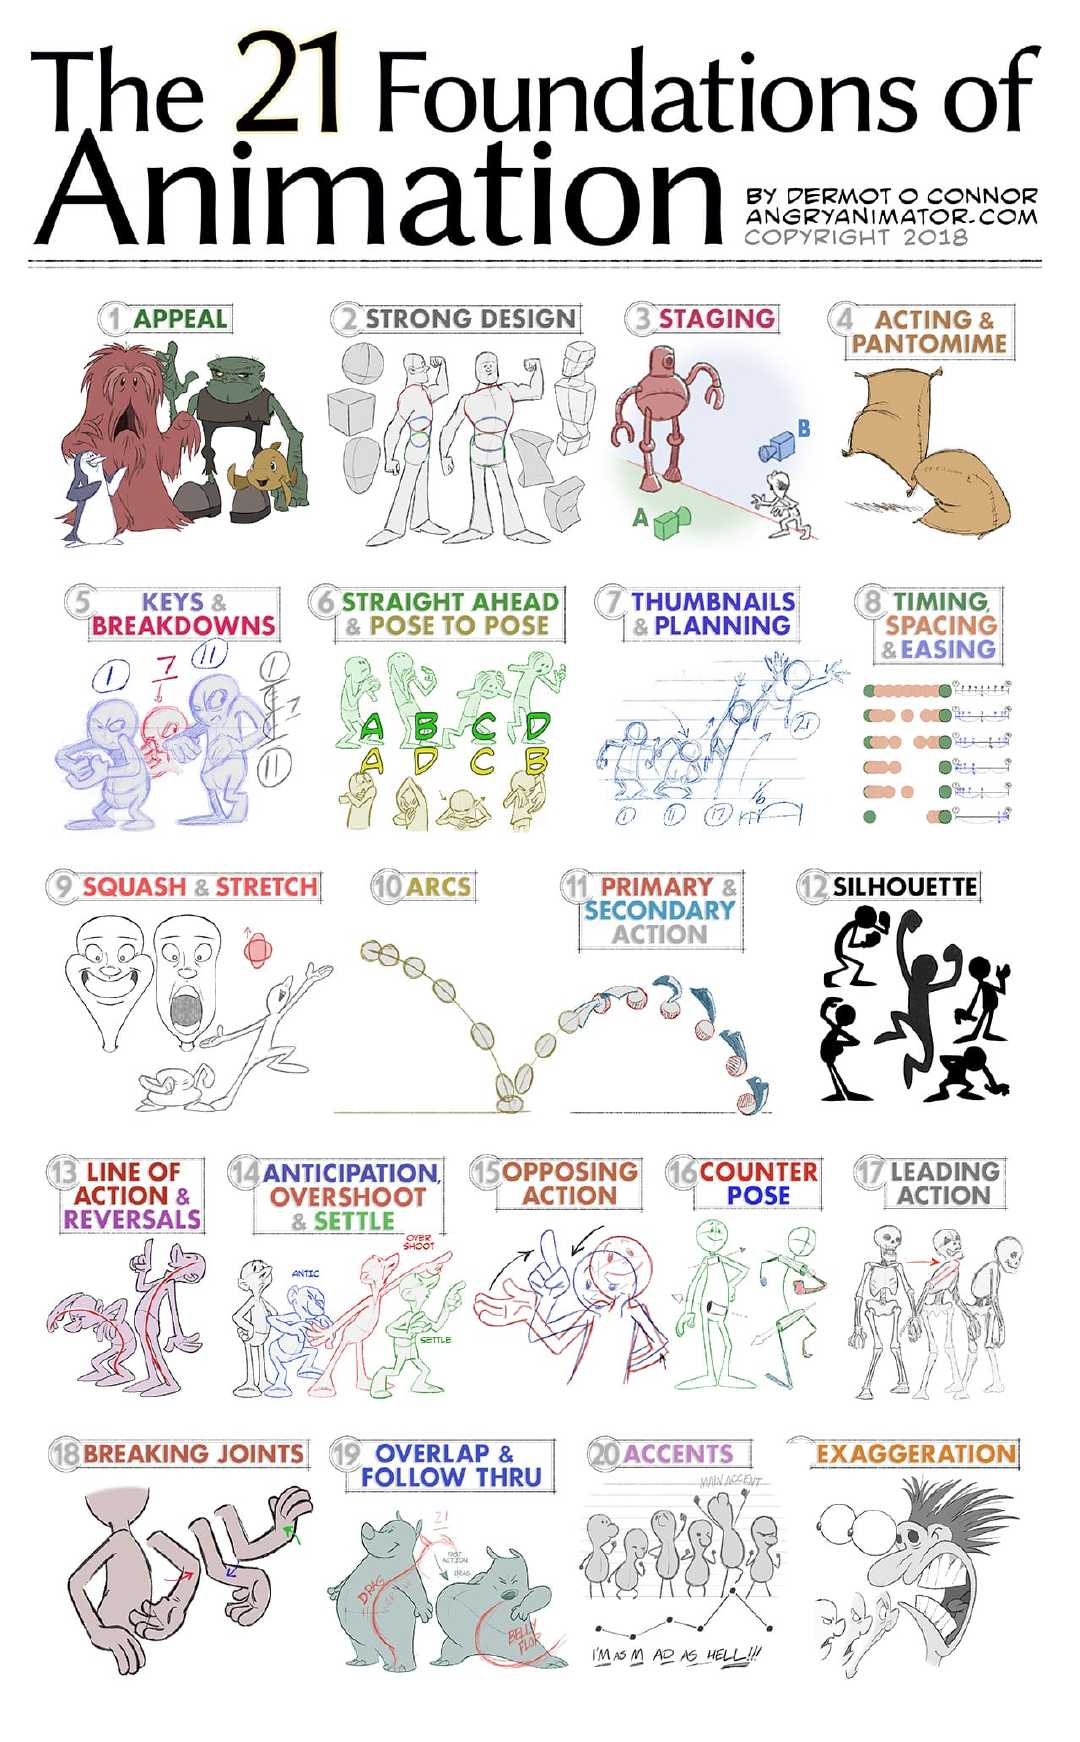 The 21 Foundations of
Animation
BY DERMOT O CONNOR
ANGRYANIMATOR.COM
COPYRIGHT 2018
1 APPEAL
2 STRONG DESIGN
3 STAGING
B
A
4 ACTING &
PANTOMIME
5 KEYS &
BREAKDOWNS
1 7 11
1
7
11
6 STRAIGHT AHEAD
& POSE TO POSE
A B C D
A D C B
7 THUMBNAILS
& PLANNING
21
1 11 17
8 TIMING,
SPACING
& EASING
9 SQUASH & STRETCH
10 ARCS
11 PRIMARY &
SECONDARY
ACTION
12 SILHOUETTE
13 LINE OF
ACTION &
REVERSALS
14 ANTICIPATION,
OVERSHOOT
& SETTLE
OVER
SHOOT
ANTIC
SETTLE
15 OPPOSING
ACTION
16 COUNTER
POSE
17 LEADING
ACTION
18 BREAKING JOINTS
19 OVERLAP &
FOLLOW THRU
21
DRAG
DRAG
BELLY
FLOP
20 ACCENTS
MAIN ACCENT
I'M AS M AD AS HELL!!!
EXAGGERATION